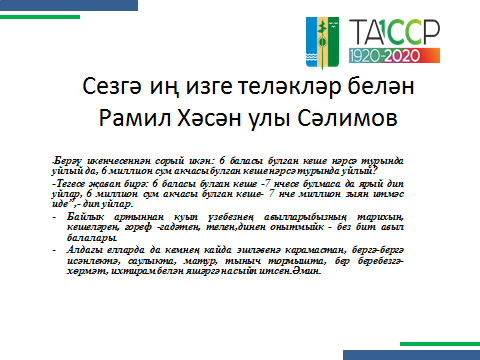 ТАССР
1920-2020
Сезгә иң изге теләкләр белән
Рамил Хәсән улы Сәлимов
-Берәү икенчесеннән сорый икән: 6 баласы булган кеше нәрсә турында
уйлый да, 6 миллион сум акчасы булган кеше нәрсә турында уйлый?
-Тегесе җавап бирә: 6 баласы булган кеше -7 нчесе булмаса да ярый дип
уйлар, 6 миллион сум акчасы булган кеше- 7 нче миллион зыян итмәс
иде”,- дип уйлар.
- Байлык артыннан куып үзебезнең авылларыбызның тарихын,
кешеләрен, гореф -гадәтен, телен,динен онытмыйк - без бит авыл
балалары.
- Алдагы елларда да кемнең кайда эшләвенә карамастан, бергә-бергә
исәнлектә, саулыкта, матур, тыныч тормышта, бер беребезгә-
хөрмәт, ихтирам белән яшәргә насыйп итсен.Әмин.